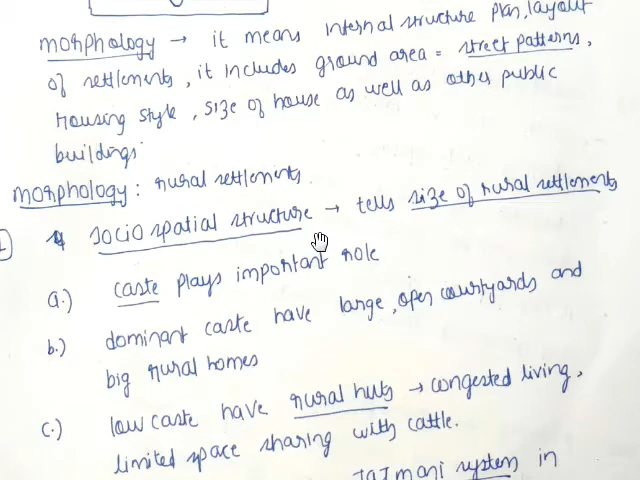 morphology → it means internal structure plan, layout
of settlements, it includes ground area = street patterns,
Housing style, size of house as well as other public
buildings
morphology: rural settlements
socio spatial structure → tells size of rural settlements
a.) caste plays important role
b.) dominant caste have large, open courtyards and
big rural homes
c.) low caste have rural huts → congested living,
limited space sharing with cattle.
Jajmani system in